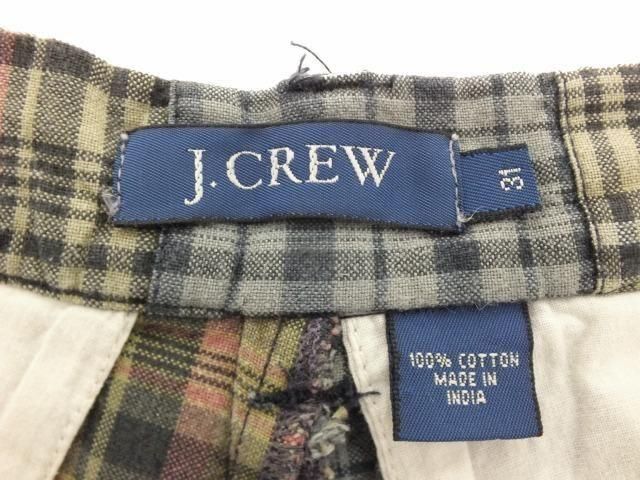 J.CREW
31
100% COTTON
MADE IN
INDIA